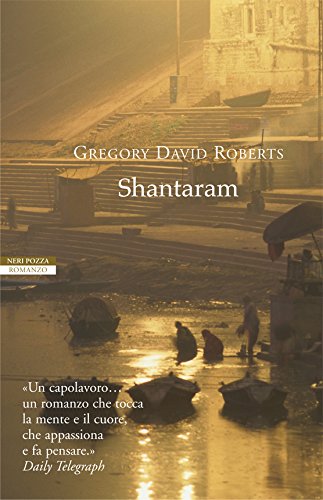 GREGORY DAVID ROBERTS
Shantaram
NERI POZZA
ROMANZO
«Un capolavoro…
un romanzo che tocca
la mente e il cuore,
che appassiona
e fa pensare.»
Daily Telegraph